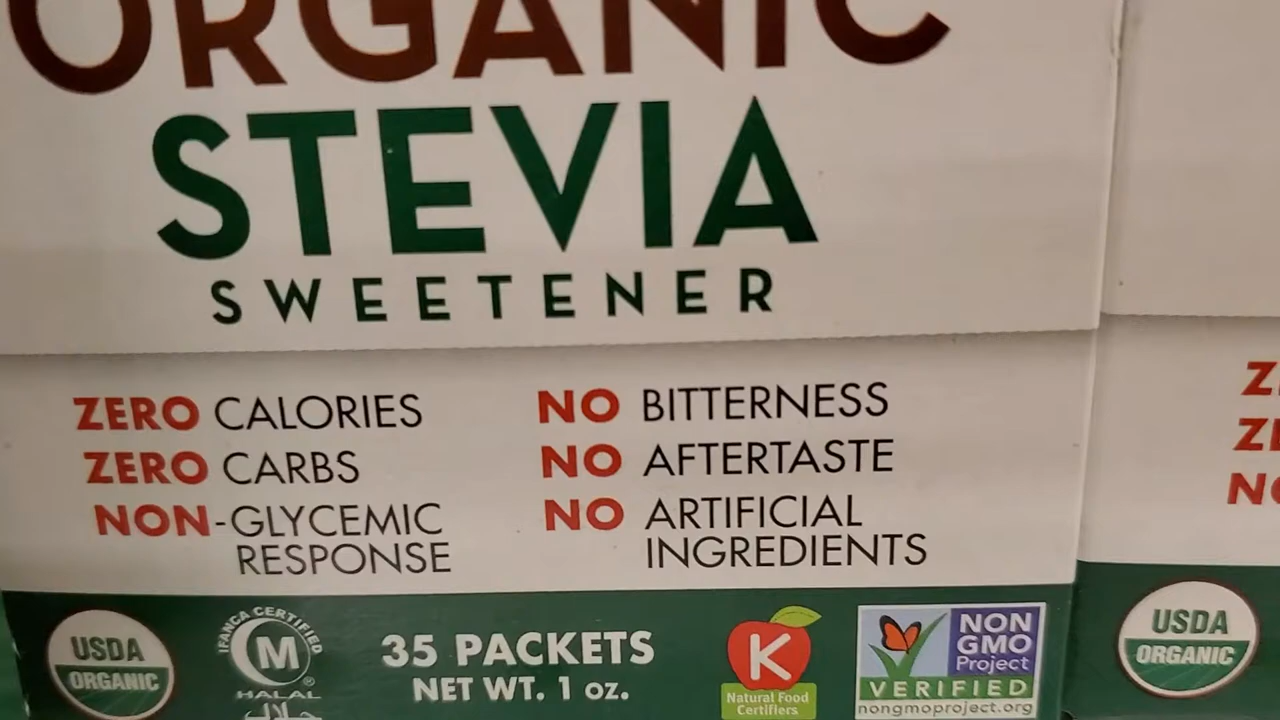 ORGANIC
STEVIA
SWEETENER
ZERO CALORIES
ZERO CARBS
NON-GLYCEMIC
RESPONSE
NO BITTERNESS
NO AFTERTASTE
NO ARTIFICIAL
INGREDIENTS
USDA
ORGANIC
IFANCA CERTIFIED
M
®
HALAL
حلال
35 PACKETS
NET WT. 1 oz.
K
Natural Food
Certifiers
NON
GMO
Project
VERIFIED
nongmoproject.org
USDA
ORGANIC